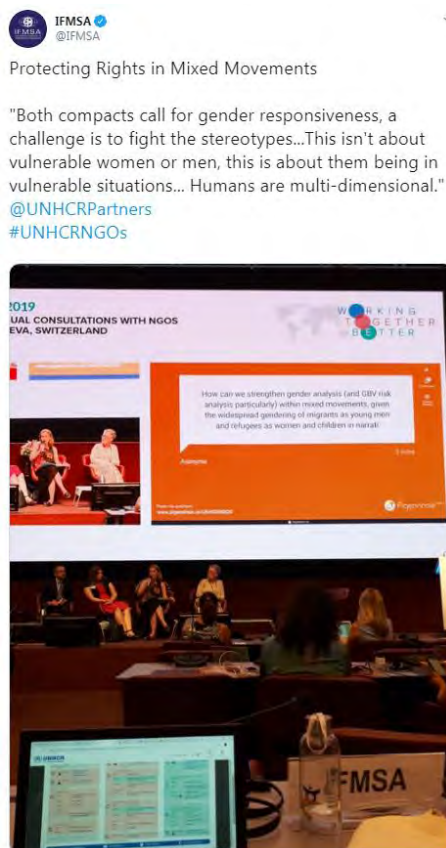 IFMSA
@IFMSA
IFMSA
Protecting Rights in Mixed Movements
"Both compacts call for gender responsiveness, a
challenge is to fight the stereotypes...This isn't about
vulnerable women or men, this is about them being in
vulnerable situations... Humans are multi-dimensional."
@UNHCRPartners
#UNHCRNGOs
2019
UAL CONSULTATIONS WITH NGOS
EVA, SWITZERLAND
WORKING
TOGETHER
BETTER
How can we strengthen gender analysis (and GBV risk
analysis particularly) within mixed movements, given
the widespread gendering of migrants as young men
and refugees as women and children in narrati
Anonyme
UNHCR
IFMSA